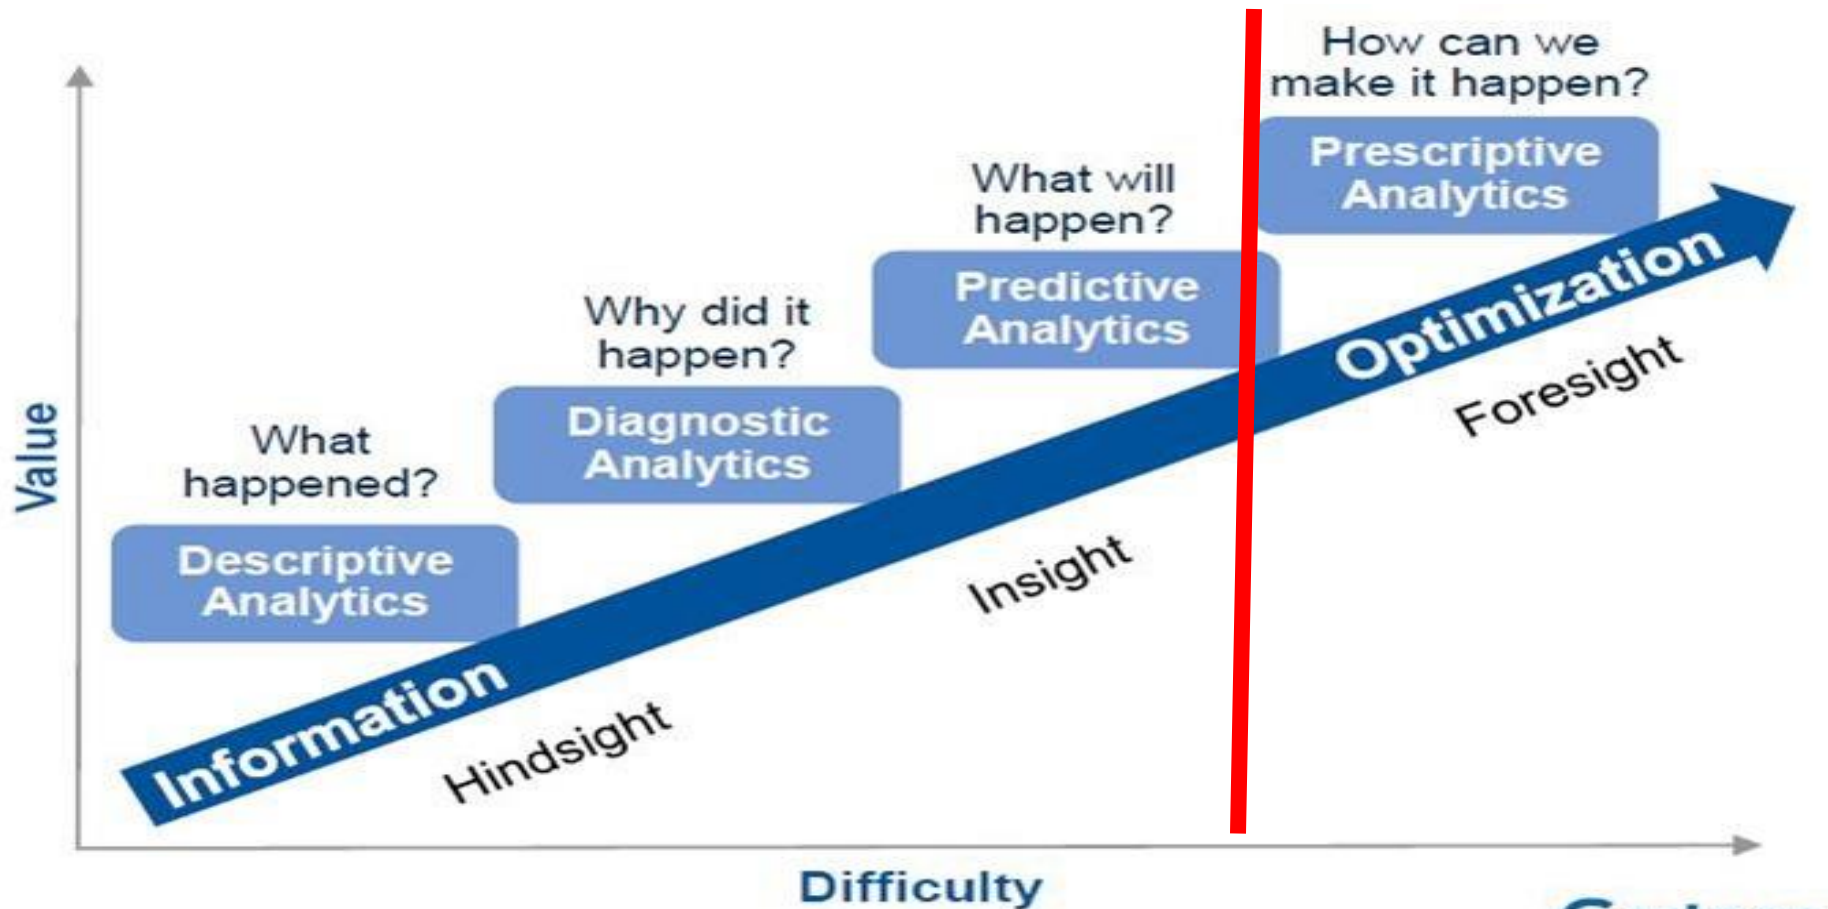 How can we
make it happen?
Prescriptive
Analytics
What will
happen?
Predictive
Analytics
Why did it
happen?
Diagnostic
Analytics
What
happened?
Descriptive
Analytics
Value
Information
Optimization
Hindsight
Insight
Foresight
Difficulty